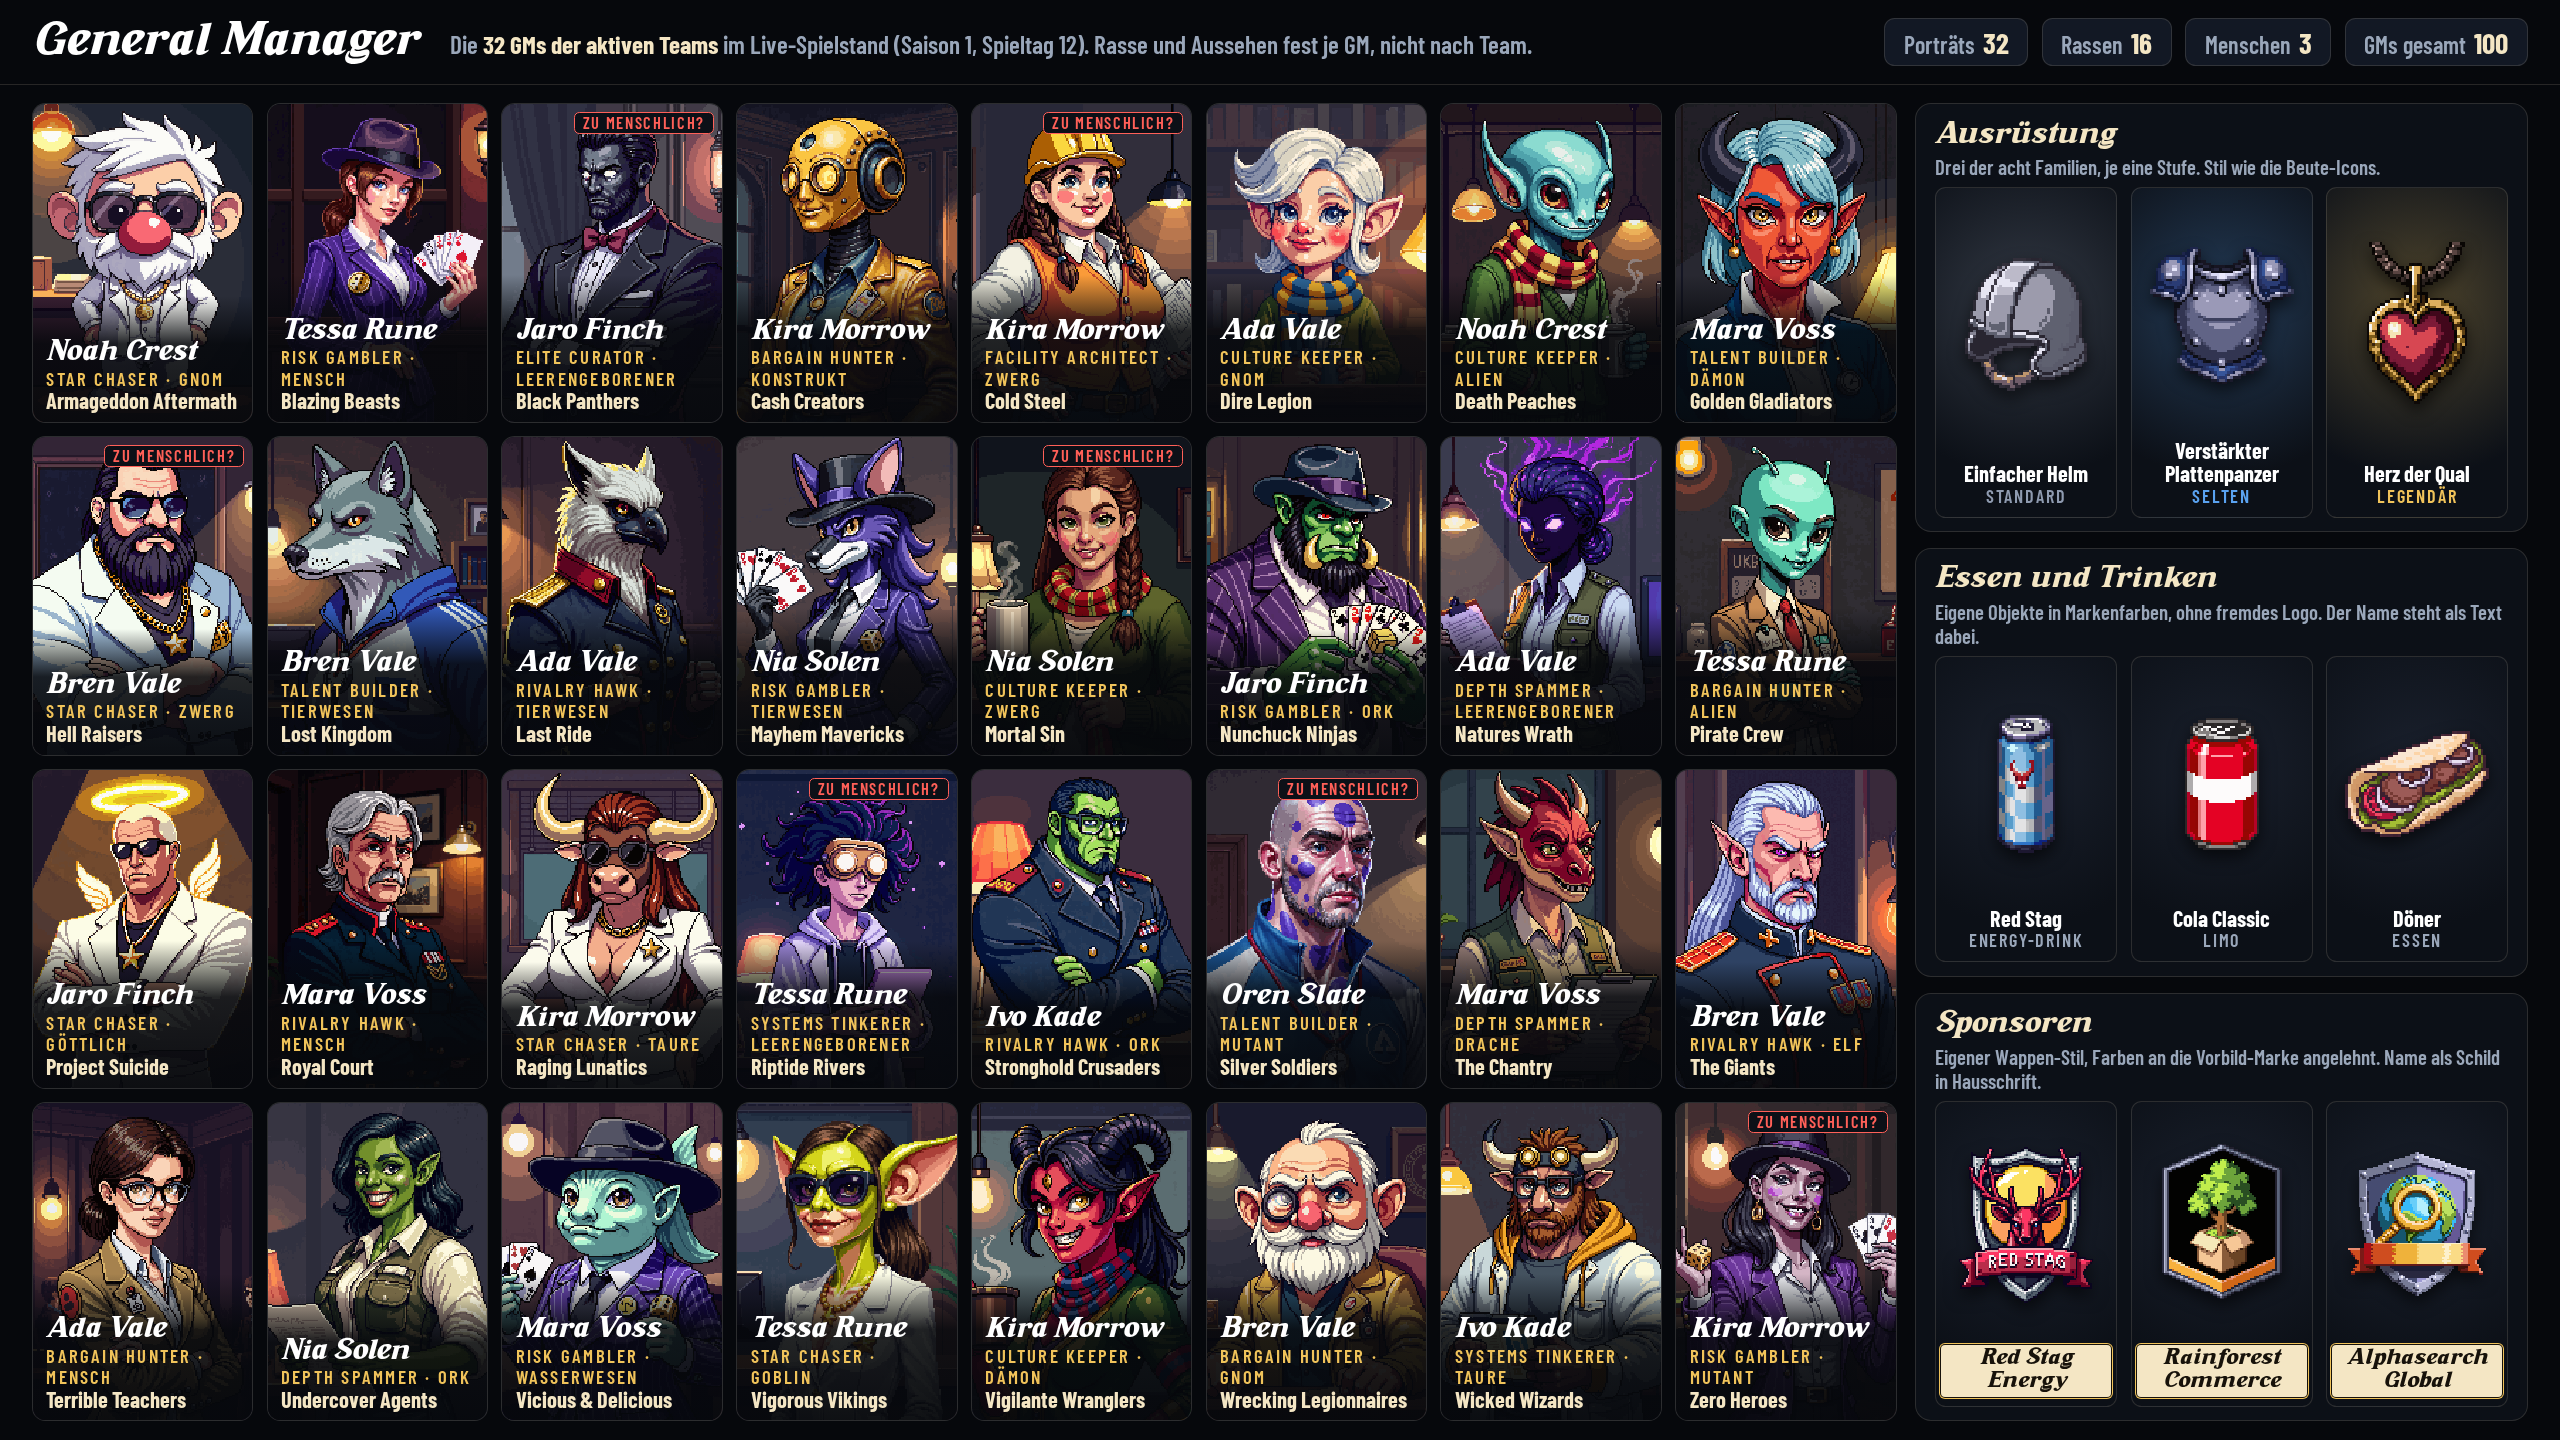 General Manager
Die 32 GMs der aktiven Teams im Live-Spielstand (Saison 1, Spieltag 12). Rasse und Aussehen fest je GM, nicht nach Team.
Porträts 32
Rassen 16
Menschen 3
GMs gesamt 100
Noah Crest
STAR CHASER · GNOM
Armageddon Aftermath
Tessa Rune
RISK GAMBLER ·
MENSCH
Blazing Beasts
ZU MENSCHLICH?
Jaro Finch
ELITE CURATOR ·
LEERENGEBORENER
Black Panthers
Kira Morrow
BARGAIN HUNTER ·
KONSTRUKT
Cash Creators
ZU MENSCHLICH?
Kira Morrow
FACILITY ARCHITECT ·
ZWERG
Cold Steel
Ada Vale
CULTURE KEEPER ·
GNOM
Dire Legion
Noah Crest
CULTURE KEEPER ·
ALIEN
Death Peaches
Mara Voss
TALENT BUILDER ·
DÄMON
Golden Gladiators
ZU MENSCHLICH?
Bren Vale
STAR CHASER · ZWERG
Hell Raisers
Bren Vale
TALENT BUILDER ·
TIERWESEN
Lost Kingdom
Ada Vale
RIVALRY HAWK ·
TIERWESEN
Last Ride
Nia Solen
RISK GAMBLER ·
TIERWESEN
Mayhem Mavericks
ZU MENSCHLICH?
Nia Solen
CULTURE KEEPER ·
ZWERG
Mortal Sin
Jaro Finch
RISK GAMBLER · ORK
Nunchuck Ninjas
Ada Vale
DEPTH SPAMMER ·
LEERENGEBORENER
Natures Wrath
Tessa Rune
BARGAIN HUNTER ·
ALIEN
Pirate Crew
Jaro Finch
STAR CHASER ·
GÖTTLICH
Project Suicide
Mara Voss
RIVALRY HAWK ·
MENSCH
Royal Court
Kira Morrow
STAR CHASER · TAURE
Raging Lunatics
ZU MENSCHLICH?
Tessa Rune
SYSTEMS TINKERER ·
LEERENGEBORENER
Riptide Rivers
Ivo Kade
RIVALRY HAWK · ORK
Stronghold Crusaders
ZU MENSCHLICH?
Oren Slate
TALENT BUILDER ·
MUTANT
Silver Soldiers
Mara Voss
DEPTH SPAMMER ·
DRACHE
The Chantry
Bren Vale
RIVALRY HAWK · ELF
The Giants
Ada Vale
BARGAIN HUNTER ·
MENSCH
Terrible Teachers
Nia Solen
DEPTH SPAMMER · ORK
Undercover Agents
Mara Voss
RISK GAMBLER ·
WASSERWESEN
Vicious & Delicious
Tessa Rune
STAR CHASER ·
GOBLIN
Vigorous Vikings
Kira Morrow
CULTURE KEEPER ·
DÄMON
Vigilante Wranglers
Bren Vale
BARGAIN HUNTER ·
GNOM
Wrecking Legionnaires
Ivo Kade
SYSTEMS TINKERER ·
TAURE
Wicked Wizards
ZU MENSCHLICH?
Kira Morrow
RISK GAMBLER ·
MUTANT
Zero Heroes
Ausrüstung
Drei der acht Familien, je eine Stufe. Stil wie die Beute-Icons.
Einfacher Helm
STANDARD
Verstärkter
Plattenpanzer
SELTEN
Herz der Qual
LEGENDÄR
Essen und Trinken
Eigene Objekte in Markenfarben, ohne fremdes Logo. Der Name steht als Text
dabei.
Red Stag
ENERGY-DRINK
Cola Classic
LIMO
Döner
ESSEN
Sponsoren
Eigener Wappen-Stil, Farben an die Vorbild-Marke angelehnt. Name als Schild
in Hausschrift.
RED STAG
Red Stag
Energy
Rainforest
Commerce
Alphasearch
Global